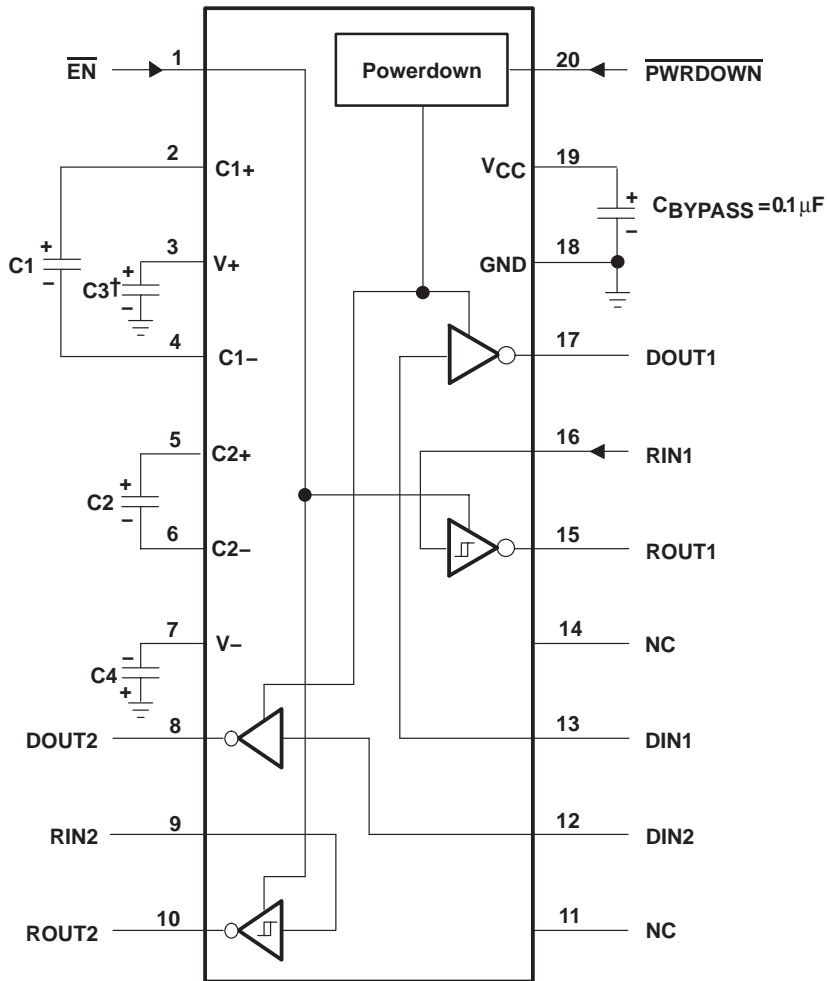 EN 1 Powerdown 20 PWRDOWN
2 C1+ VCC 19
+ CBYPASS = 0.1 μF
−
3 V+ GND 18
C1 + − C3† + −
4 C1− 17 DOUT1
5 C2+ 16 RIN1
C2 + −
6 C2− 15 ROUT1
7 V− 14 NC
C4 − +
DOUT2 8 13 DIN1
RIN2 9 12 DIN2
ROUT2 10 11 NC